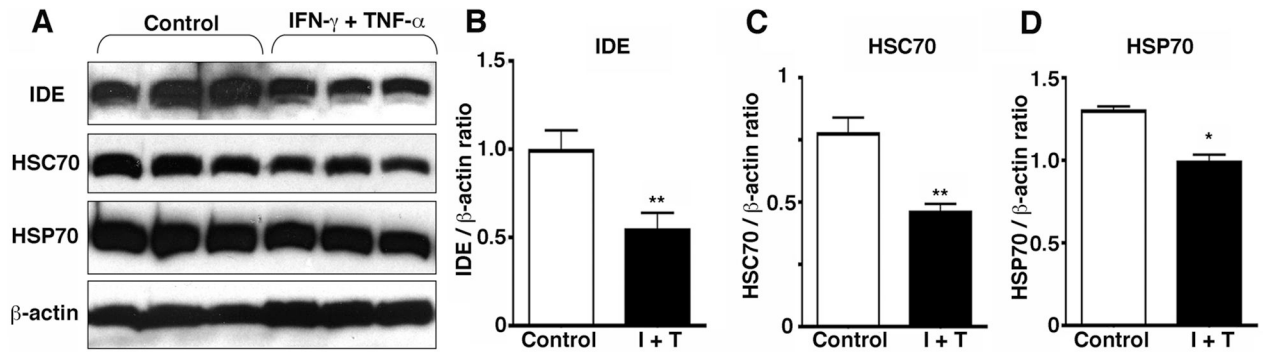 A
Control
IFN-γ + TNF-α
IDE
HSC70
HSP70
β-actin
B
IDE
IDE / β-actin ratio
1.5
1.0
0.5
0
**
Control
I + T
C
HSC70
HSC70 / β-actin ratio
1
0.5
0
**
Control
I + T
D
HSP70
HSP70 / β-actin ratio
1.5
1.0
0.5
0
*
Control
I + T